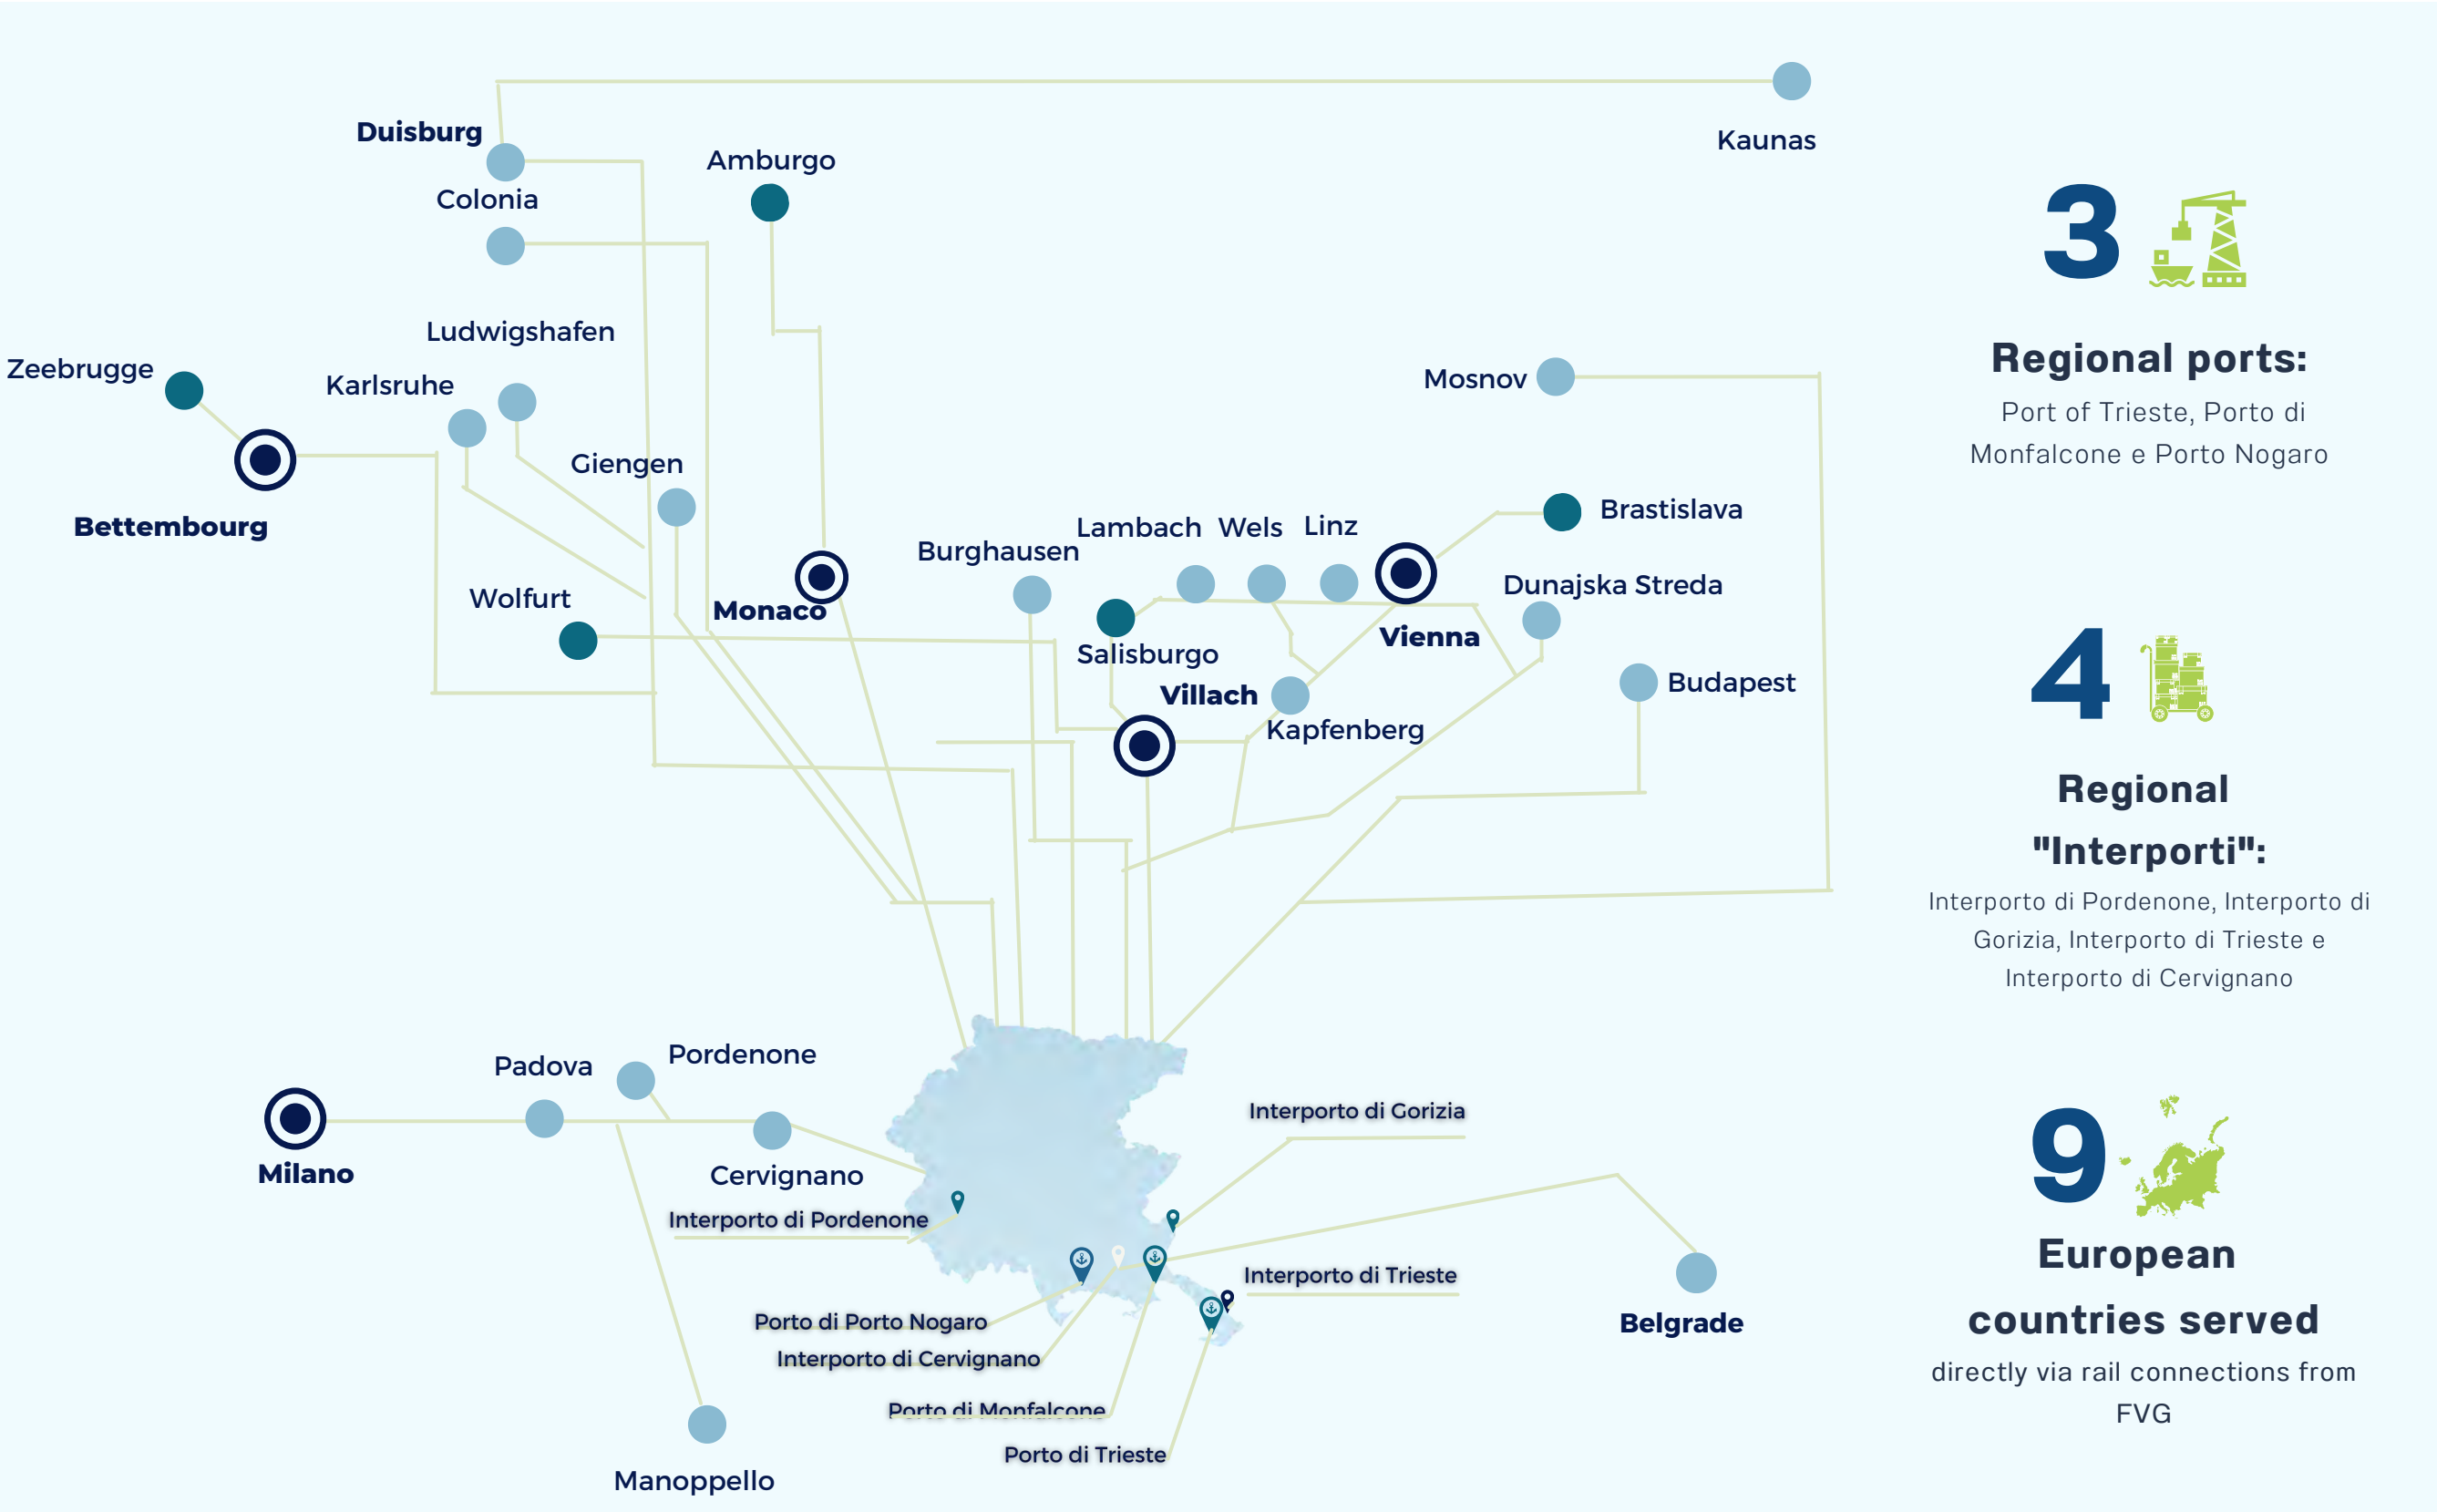 Kaunas
Duisburg
Amburgo
Colonia
Ludwigshafen
Zeebrugge
Karlsruhe
Mosnov
Giengen
Bettembourg
Brastislava
Lambach
Wels
Linz
Burghausen
Dunajska Streda
Wolfurt
Monaco
Vienna
Salisburgo
Villach
Budapest
Kapfenberg
Pordenone
Padova
Milano
Cervignano
Interporto di Gorizia
Interporto di Pordenone
Interporto di Trieste
Porto di Porto Nogaro
Belgrade
Interporto di Cervignano
Porto di Monfalcone
Porto di Trieste
Manoppello
3
Regional ports:
Port of Trieste, Porto di
Monfalcone e Porto Nogaro
4
Regional
"Interporti":
Interporto di Pordenone, Interporto di
Gorizia, Interporto di Trieste e
Interporto di Cervignano
9
European
countries served
directly via rail connections from
FVG